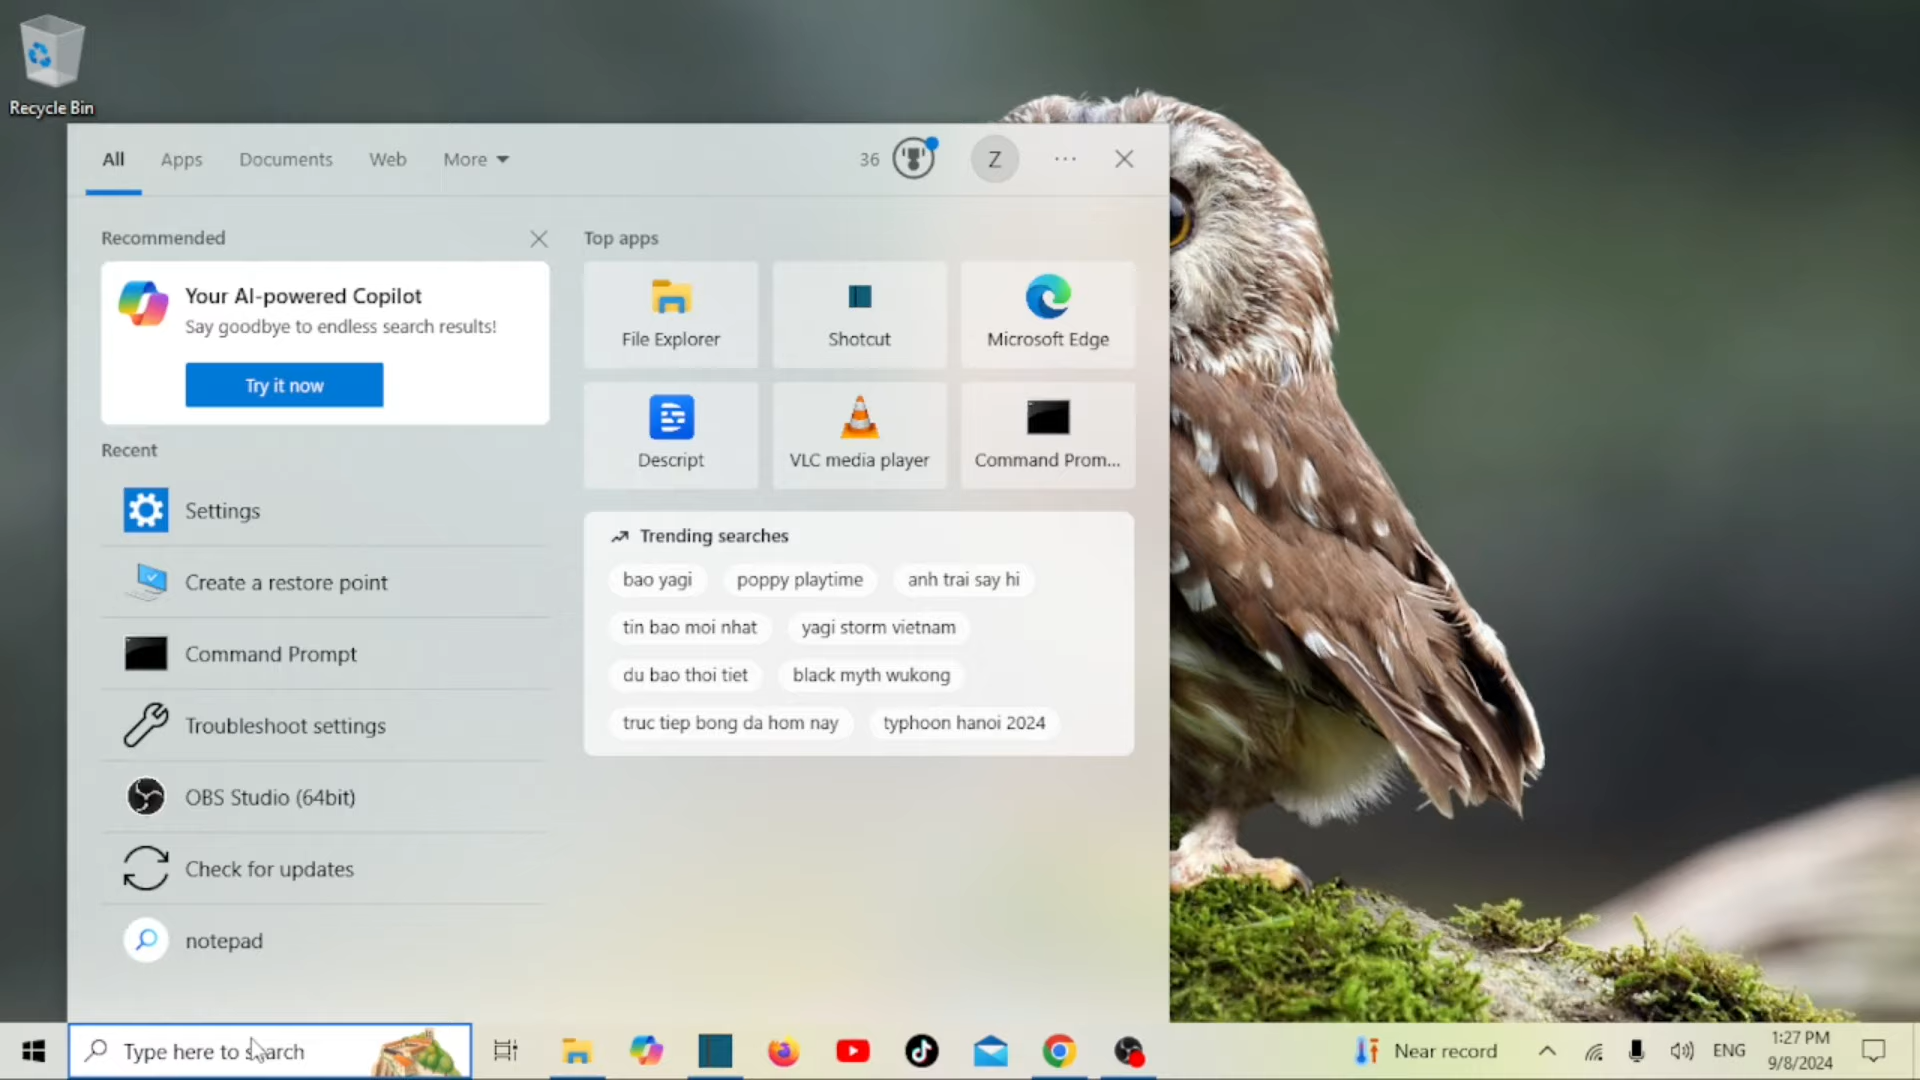 Recycle Bin
All
Apps
Documents
Web
More
36
Z
Recommended
Your AI-powered Copilot
Say goodbye to endless search results!
Try it now
Recent
Settings
Create a restore point
Command Prompt
Troubleshoot settings
OBS Studio (64bit)
Check for updates
notepad
Top apps
File Explorer
Shotcut
Microsoft Edge
Descript
VLC media player
Command Prom...
Trending searches
bao yagi
poppy playtime
anh trai say hi
tin bao moi nhat
yagi storm vietnam
du bao thoi tiet
black myth wukong
truc tiep bong da hom nay
typhoon hanoi 2024
Type here to search
Near record
ENG
1:27 PM
9/8/2024